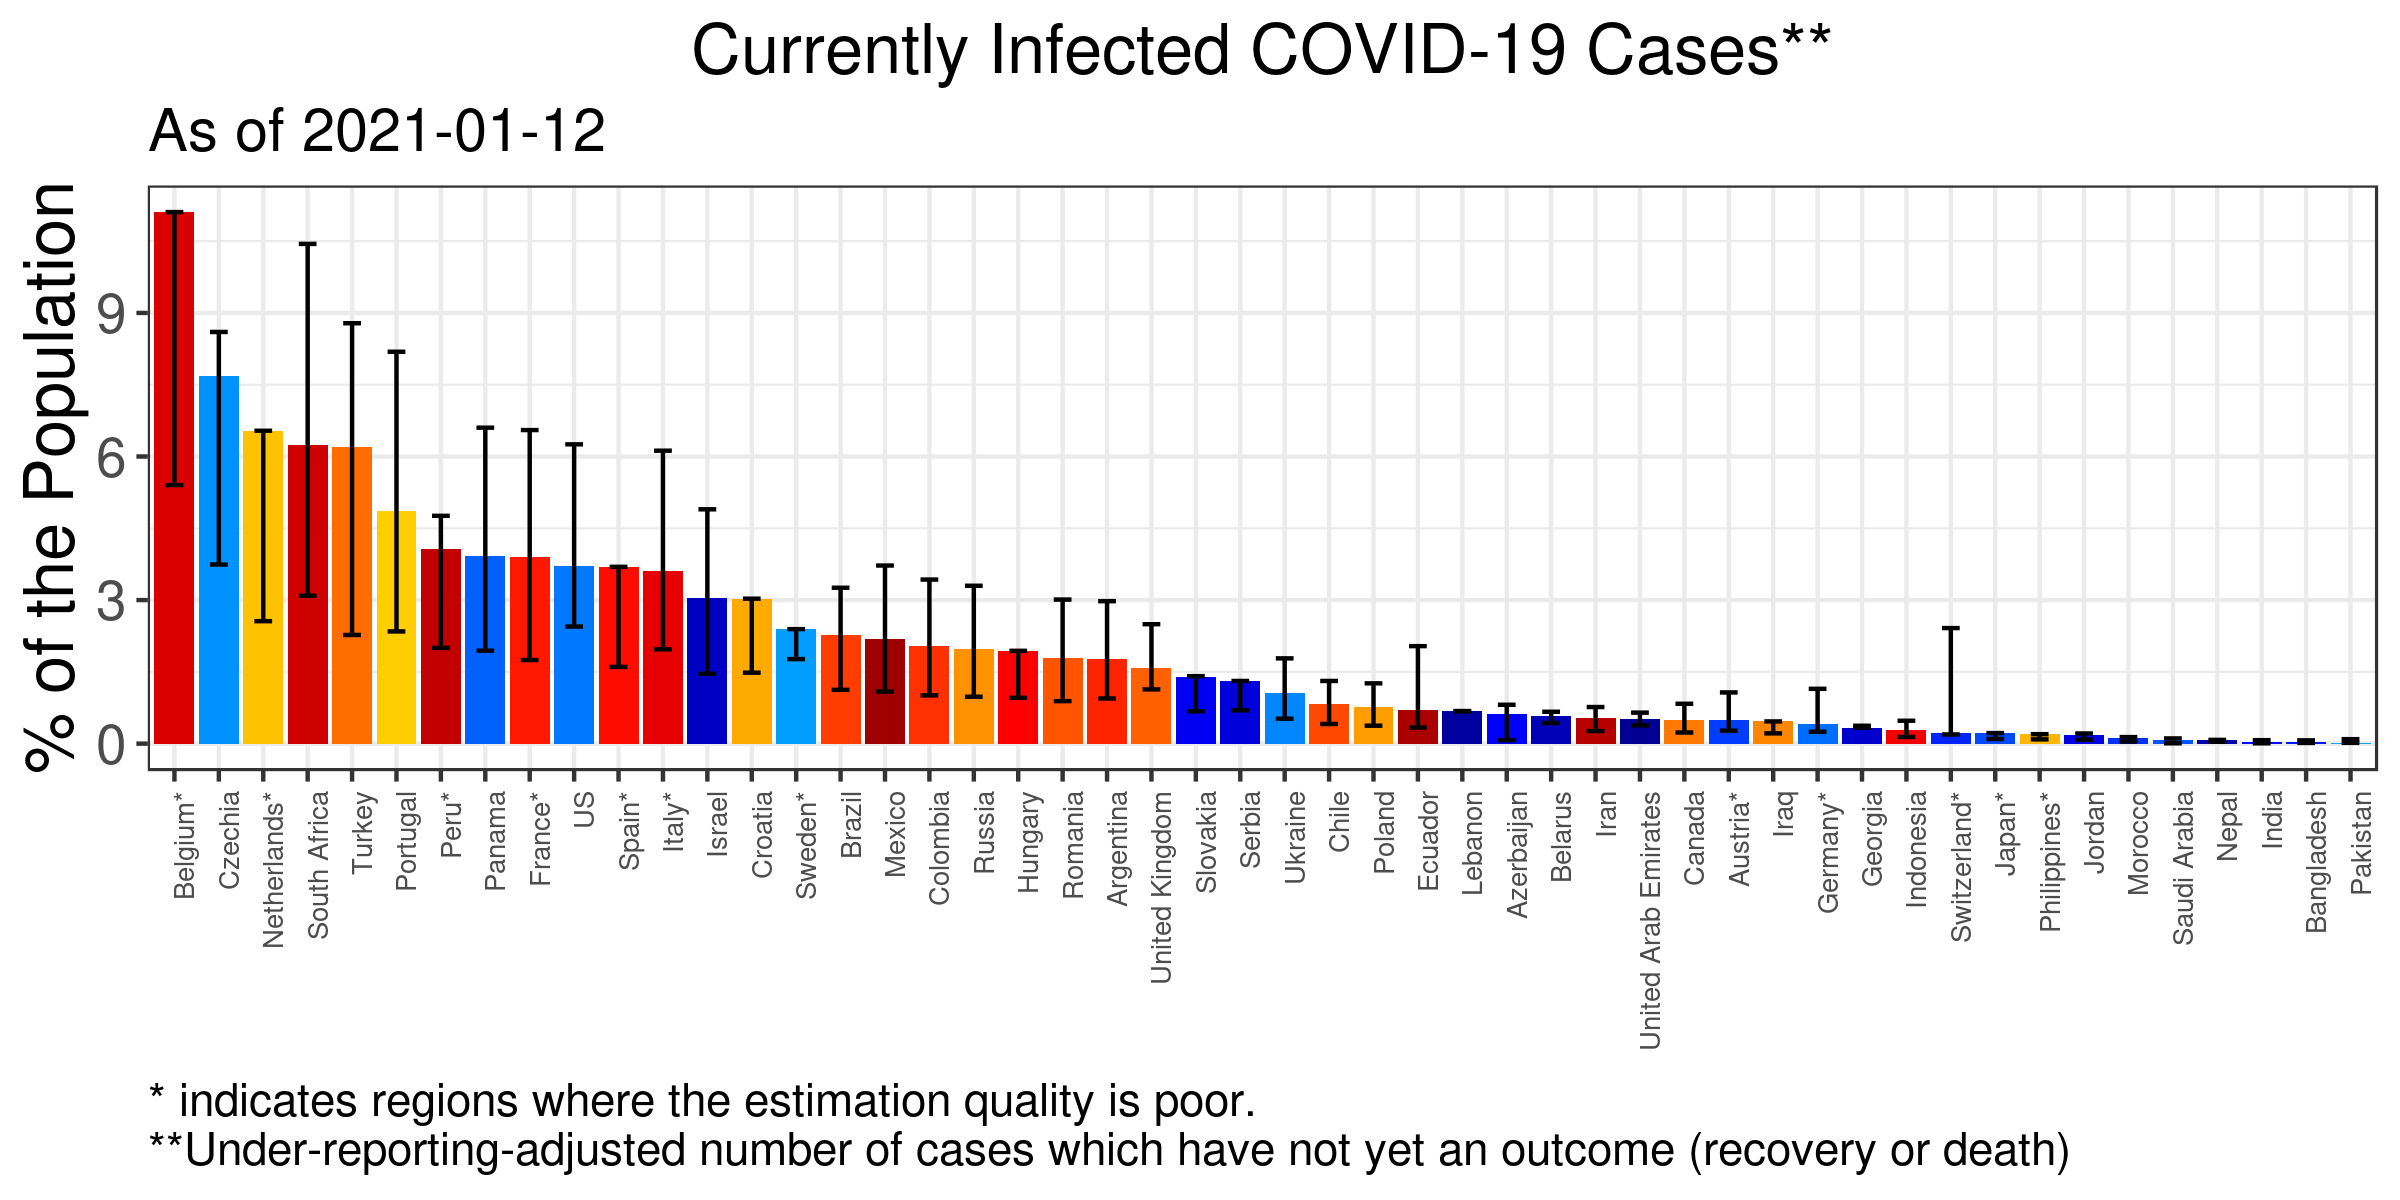 Currently Infected COVID-19 Cases**
As of 2021-01-12
% of the Population
9
6
3
0
Belgium*
Czechia
Netherlands*
South Africa
Turkey
Portugal
Peru*
Panama
France*
US
Spain*
Italy*
Israel
Croatia
Sweden*
Brazil
Mexico
Colombia
Russia
Hungary
Romania
Argentina
United Kingdom
Slovakia
Serbia
Ukraine
Chile
Poland
Ecuador
Lebanon
Azerbaijan
Belarus
Iran
United Arab Emirates
Canada
Austria*
Iraq
Germany*
Georgia
Indonesia
Switzerland*
Japan*
Philippines*
Jordan
Morocco
Saudi Arabia
Nepal
India
Bangladesh
Pakistan
* indicates regions where the estimation quality is poor.
**Under-reporting-adjusted number of cases which have not yet an outcome (recovery or death)